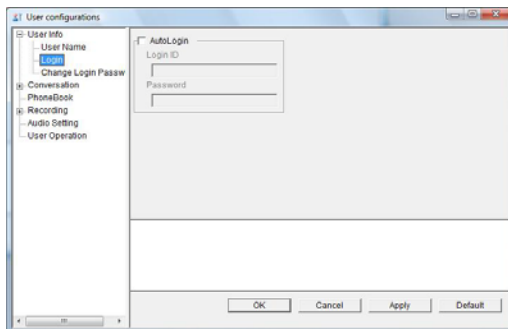 User configurations
User Info
User Name
Login
Change Login Passw
Conversation
PhoneBook
Recording
Audio Setting
User Operation
AutoLogin
Login ID
Password
OK
Cancel
Apply
Default